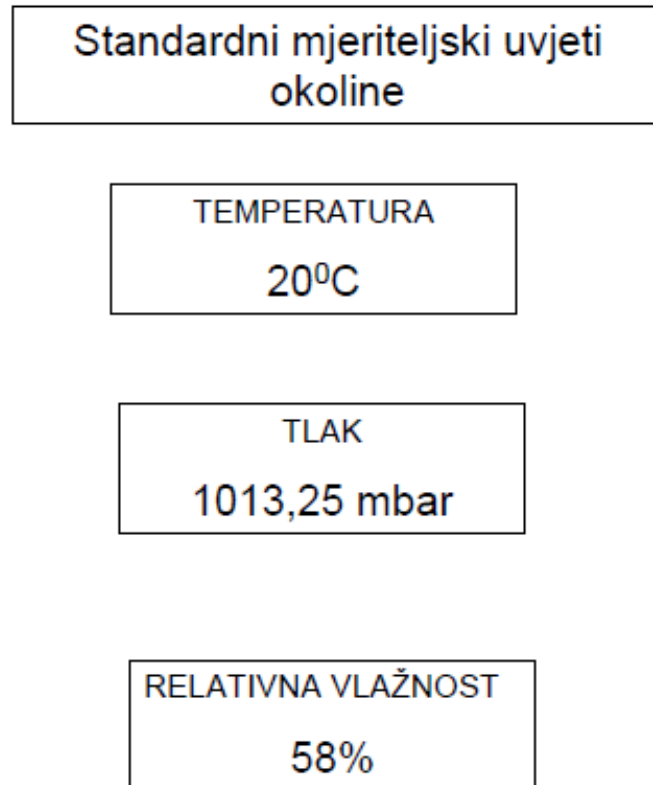 Standardni mjeriteljski uvjeti
okoline
TEMPERATURA
20⁰C
TLAK
1013,25 mbar
RELATIVNA VLAŽNOST
58%